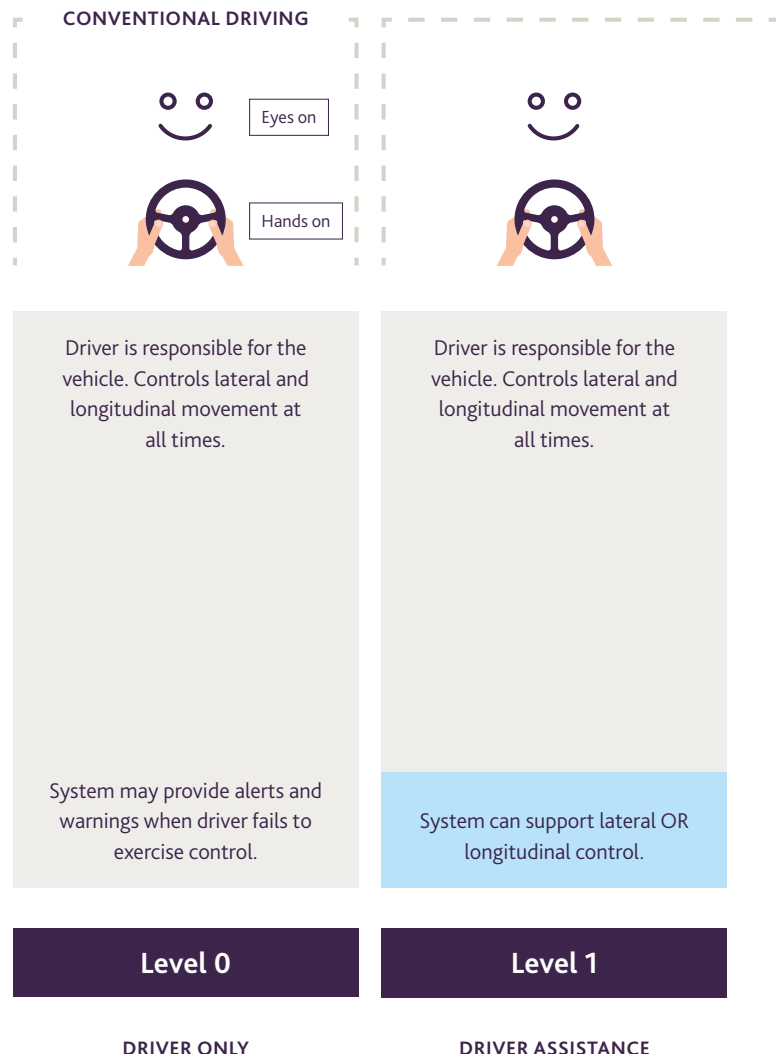 CONVENTIONAL DRIVING
Eyes on
Hands on
Driver is responsible for the
vehicle. Controls lateral and
longitudinal movement at
all times.
System may provide alerts and
warnings when driver fails to
exercise control.
Level 0
DRIVER ONLY
Driver is responsible for the
vehicle. Controls lateral and
longitudinal movement at
all times.
System can support lateral OR
longitudinal control.
Level 1
DRIVER ASSISTANCE